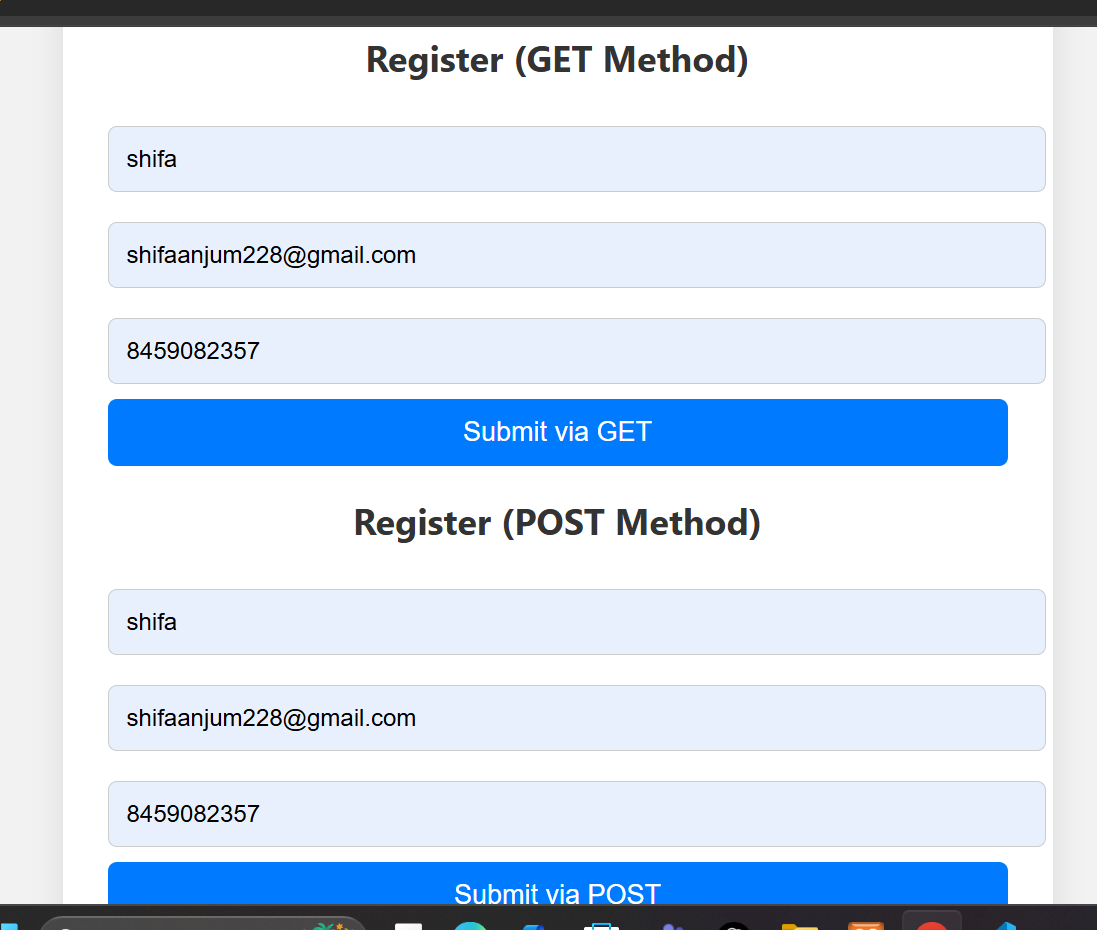 Register (GET Method)
shifa
shifaanjum228@gmail.com
8459082357
Submit via GET
Register (POST Method)
shifa
shifaanjum228@gmail.com
8459082357
Submit via POST